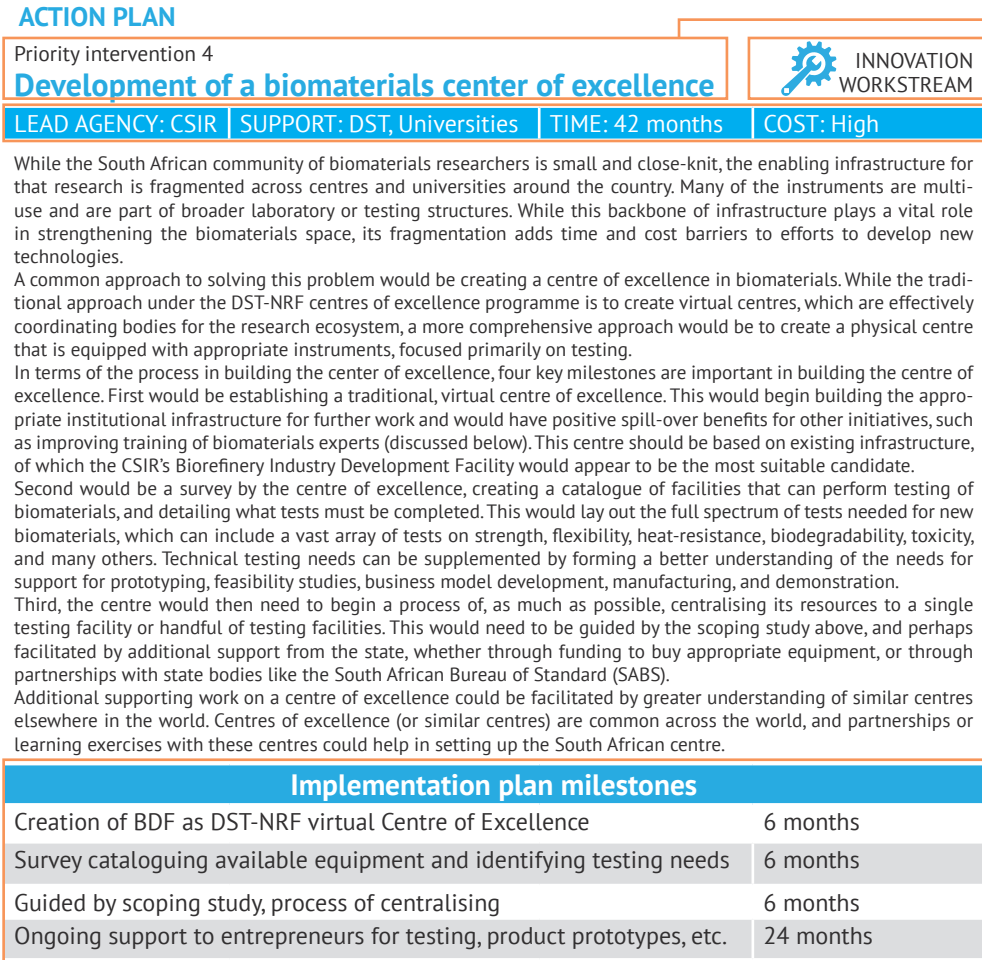 ACTION PLAN
Priority intervention 4
Development of a biomaterials center of excellence
INNOVATION
WORKSTREAM
LEAD AGENCY: CSIR
SUPPORT: DST, Universities
TIME: 42 months
COST: High
While the South African community of biomaterials researchers is small and close-knit, the enabling infrastructure for
that research is fragmented across centres and universities around the country. Many of the instruments are multi-
use and are part of broader laboratory or testing structures. While this backbone of infrastructure plays a vital role
in strengthening the biomaterials space, its fragmentation adds time and cost barriers to efforts to develop new
technologies.
A common approach to solving this problem would be creating a centre of excellence in biomaterials. While the tradi-
tional approach under the DST-NRF centres of excellence programme is to create virtual centres, which are effectively
coordinating bodies for the research ecosystem, a more comprehensive approach would be to create a physical centre
that is equipped with appropriate instruments, focused primarily on testing.
In terms of the process in building the center of excellence, four key milestones are important in building the centre of
excellence. First would be establishing a traditional, virtual centre of excellence. This would begin building the appro-
priate institutional infrastructure for further work and would have positive spill-over benefits for other initiatives, such
as improving training of biomaterials experts (discussed below). This centre should be based on existing infrastructure,
of which the CSIR's Biorefinery Industry Development Facility would appear to be the most suitable candidate.
Second would be a survey by the centre of excellence, creating a catalogue of facilities that can perform testing of
biomaterials, and detailing what tests must be completed. This would lay out the full spectrum of tests needed for new
biomaterials, which can include a vast array of tests on strength, flexibility, heat-resistance, biodegradability, toxicity,
and many others. Technical testing needs can be supplemented by forming a better understanding of the needs for
support for prototyping, feasibility studies, business model development, manufacturing, and demonstration.
Third, the centre would then need to begin a process of, as much as possible, centralising its resources to a single
testing facility or handful of testing facilities. This would need to be guided by the scoping study above, and perhaps
facilitated by additional support from the state, whether through funding to buy appropriate equipment, or through
partnerships with state bodies like the South African Bureau of Standard (SABS).
Additional supporting work on a centre of excellence could be facilitated by greater understanding of similar centres
elsewhere in the world. Centres of excellence (or similar centres) are common across the world, and partnerships or
learning exercises with these centres could help in setting up the South African centre.
Implementation plan milestones
Creation of BDF as DST-NRF virtual Centre of Excellence 6 months
Survey cataloguing available equipment and identifying testing needs 6 months
Guided by scoping study, process of centralising 6 months
Ongoing support to entrepreneurs for testing, product prototypes, etc. 24 months